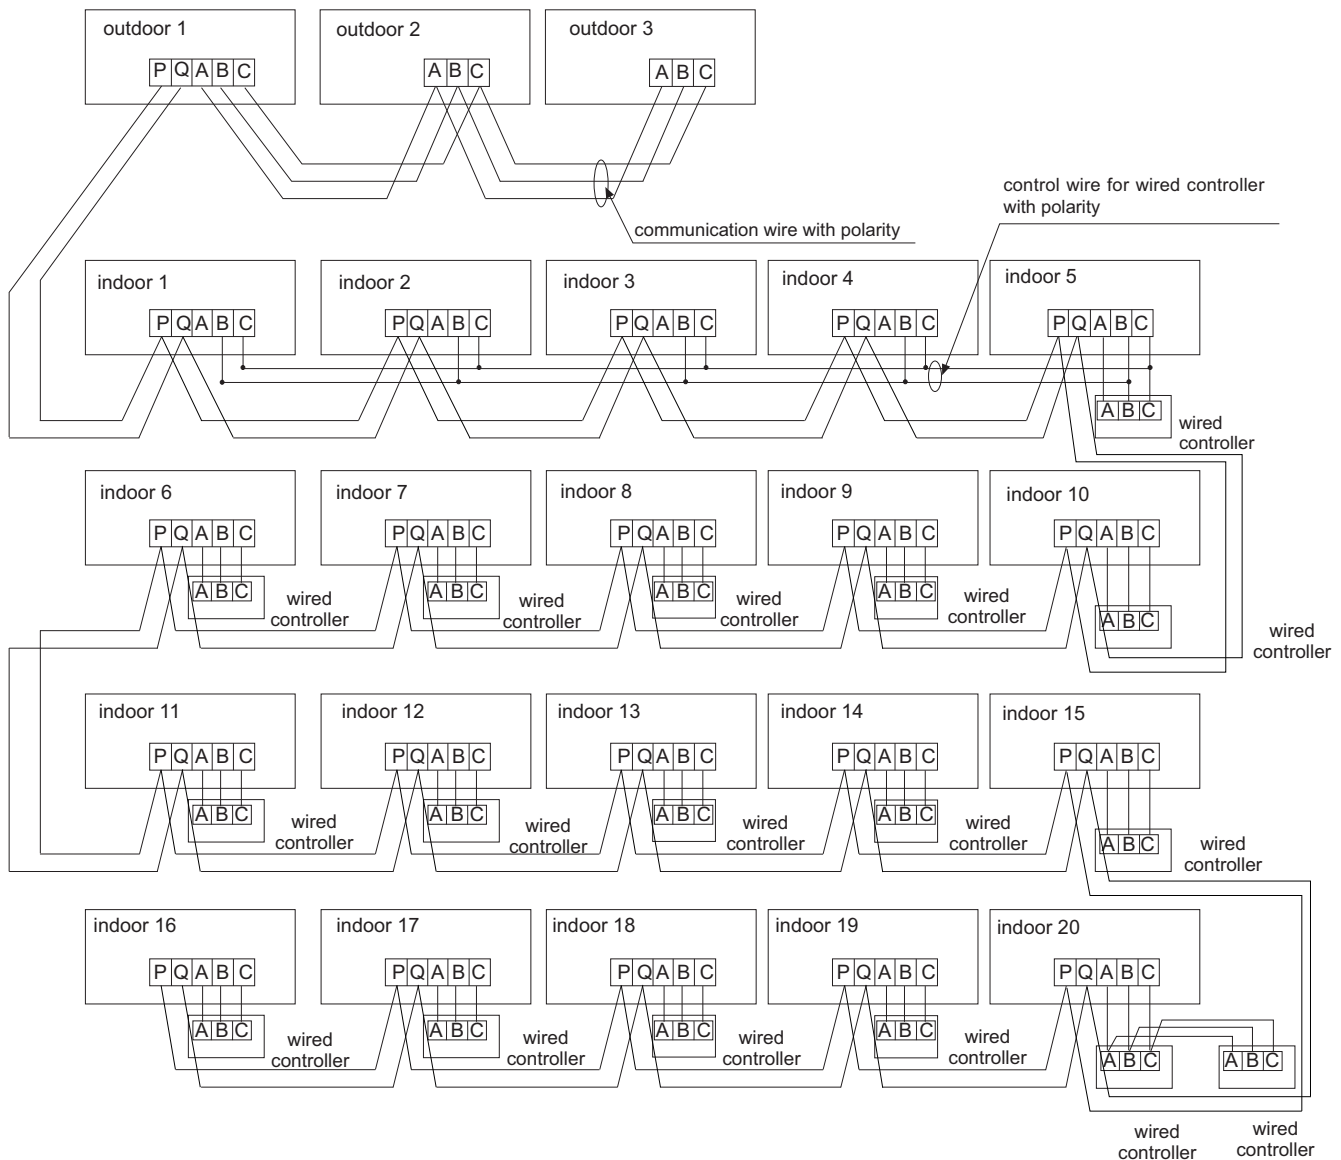 outdoor 1
outdoor 2
outdoor 3
P Q A B C
A B C
A B C
control wire for wired controller
with polarity
communication wire with polarity
indoor 1
indoor 2
indoor 3
indoor 4
indoor 5
P Q A B C
P Q A B C
P Q A B C
P Q A B C
P Q A B C
A B C
wired
controller
indoor 6
indoor 7
indoor 8
indoor 9
indoor 10
P Q A B C
P Q A B C
P Q A B C
P Q A B C
P Q A B C
A B C
wired
controller
A B C
wired
controller
A B C
wired
controller
A B C
wired
controller
A B C
wired
controller
indoor 11
indoor 12
indoor 13
indoor 14
indoor 15
P Q A B C
P Q A B C
P Q A B C
P Q A B C
P Q A B C
A B C
wired
controller
A B C
wired
controller
A B C
wired
controller
A B C
wired
controller
A B C
wired
controller
indoor 16
indoor 17
indoor 18
indoor 19
indoor 20
P Q A B C
P Q A B C
P Q A B C
P Q A B C
P Q A B C
A B C
wired
controller
A B C
wired
controller
A B C
wired
controller
A B C
wired
controller
A B C
A B C
wired
controller
wired
controller